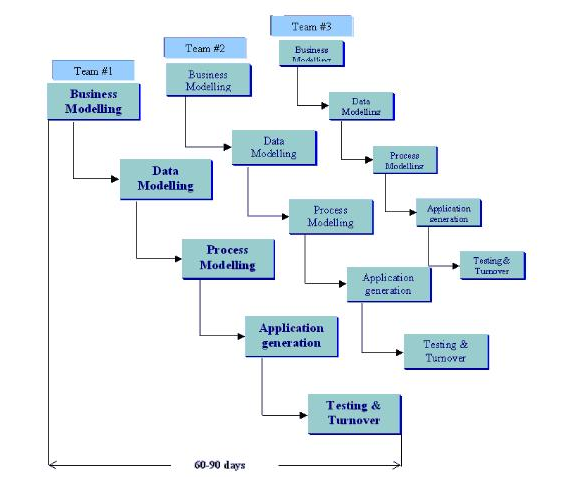 Team #1
Business
Modelling
Data
Modelling
Process
Modelling
Application
generation
Testing &
Turnover
Team #2
Business
Modelling
Data
Modelling
Process
Modelling
Application
generation
Testing &
Turnover
Team #3
Business
Modelling
Data
Modelling
Process
Modelling
Application
generation
Testing &
Turnover
60-90 days